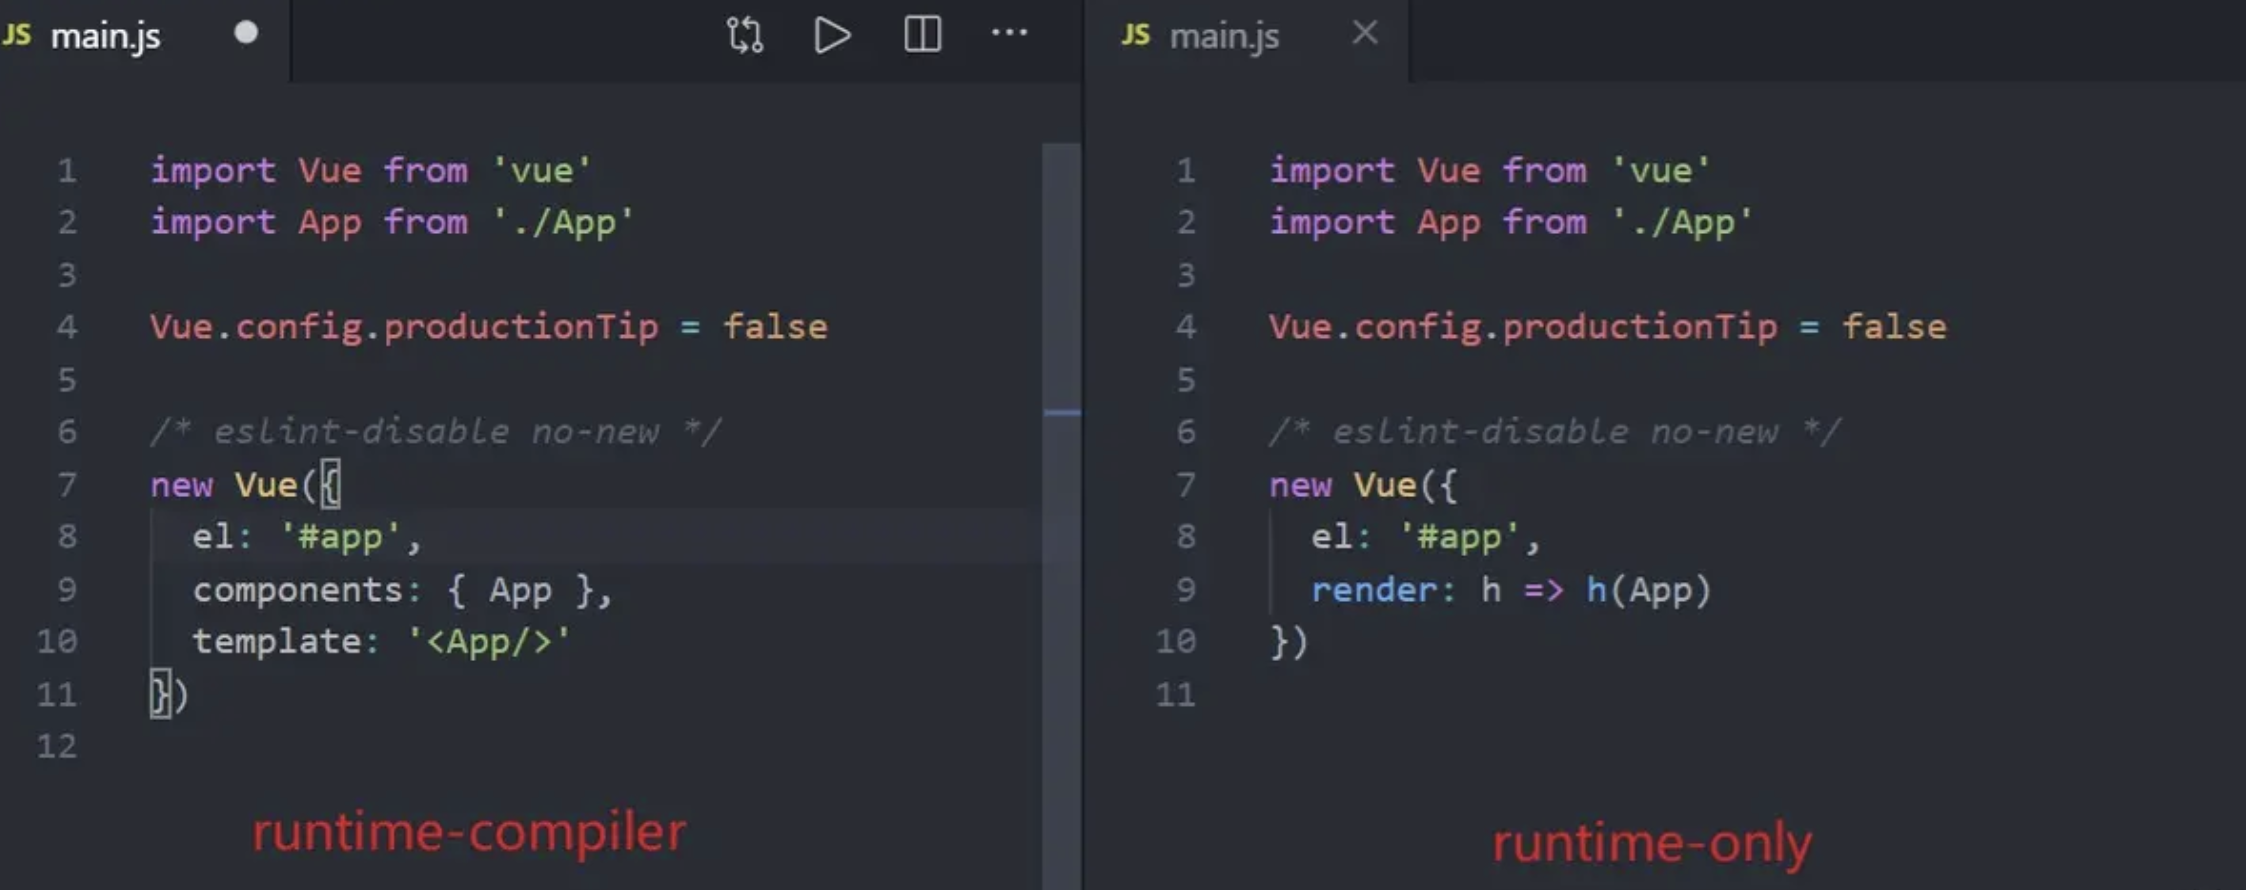 JS main.js
1 import Vue from 'vue'
2 import App from './App'
3
4 Vue.config.productionTip = false
5
6 /* eslint-disable no-new */
7 new Vue({
8 el: '#app',
9 components: { App },
10 template: '<App/>'
11 })
12
runtime-compiler
JS main.js
1 import Vue from 'vue'
2 import App from './App'
3
4 Vue.config.productionTip = false
5
6 /* eslint-disable no-new */
7 new Vue({
8 el: '#app',
9 render: h => h(App)
10 })
11
runtime-only